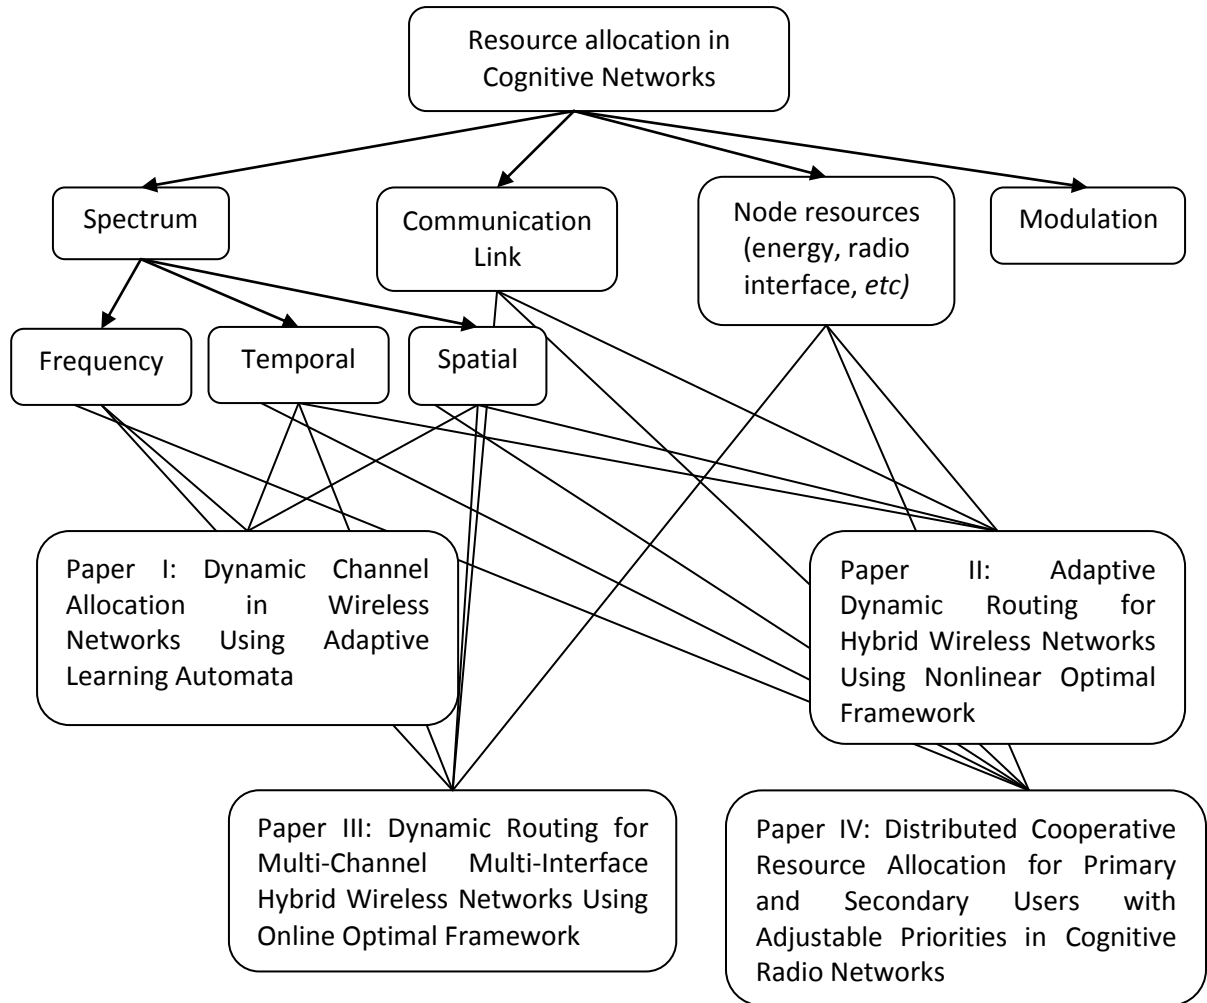 Resource allocation in
Cognitive Networks
Spectrum
Communication
Link
Node resources
(energy, radio
interface, etc)
Modulation
Frequency
Temporal
Spatial
Paper I: Dynamic Channel
Allocation in Wireless
Networks Using Adaptive
Learning Automata
Paper II: Adaptive
Dynamic Routing for
Hybrid Wireless Networks
Using Nonlinear Optimal
Framework
Paper III: Dynamic Routing for
Multi-Channel Multi-Interface
Hybrid Wireless Networks Using
Online Optimal Framework
Paper IV: Distributed Cooperative
Resource Allocation for Primary
and Secondary Users with
Adjustable Priorities in Cognitive
Radio Networks